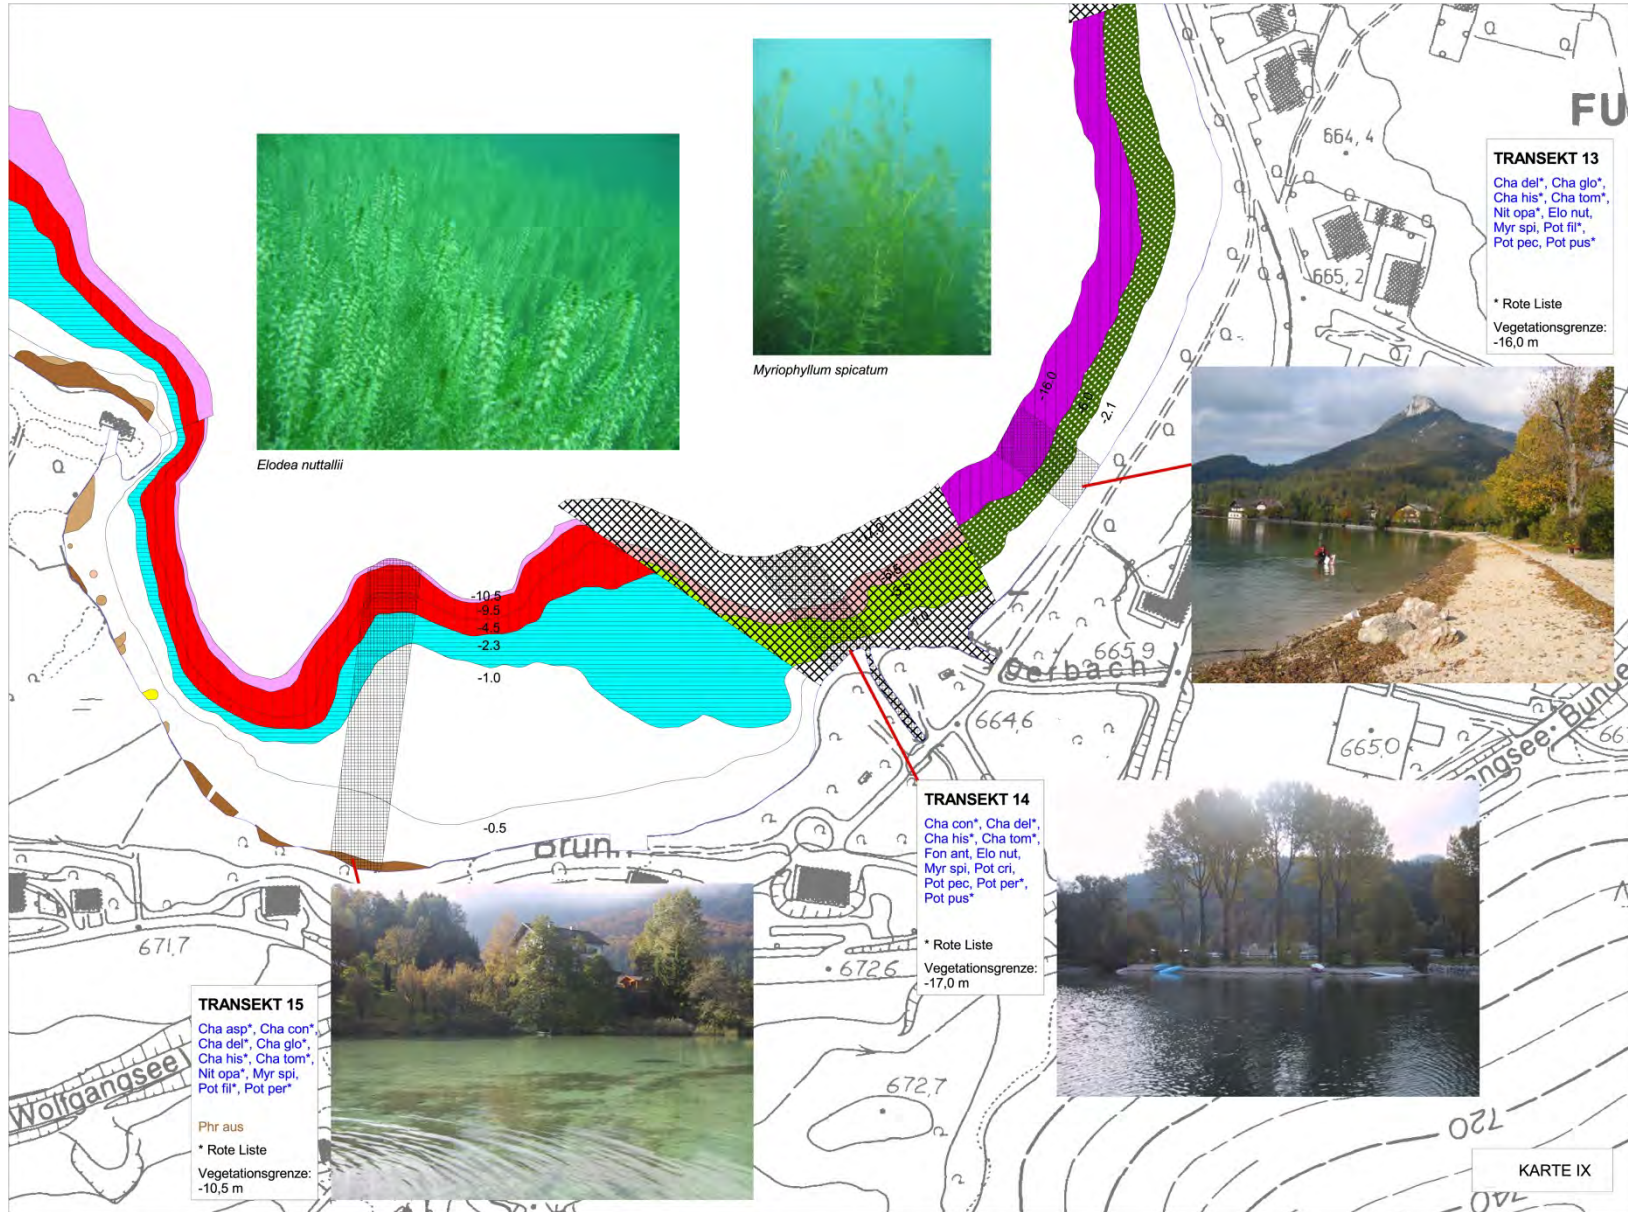 FU
664,4
TRANSEKT 13
Cha del*, Cha glo*,
Cha his*, Cha tom*,
Nit opa*, Elo nut,
Myr spi, Pot fil*,
Pot pec, Pot pus*
* Rote Liste
Vegetationsgrenze:
-16,0 m
665,2
Myriophyllum spicatum
Elodea nuttallii
-16.0
-2.1
-10.5
-9.5
-4.5
-2.3
-1.0
-0.5
665,9
Gerbach
664,6
665,0
Wolfgangsee-Bunde
Brun
TRANSEKT 14
Cha con*, Cha del*,
Cha his*, Cha tom*,
Fon ant, Elo nut,
Myr spi, Pot cri,
Pot pec, Pot per*,
Pot pus*
* Rote Liste
Vegetationsgrenze:
-17,0 m
671,7
672,6
TRANSEKT 15
Cha asp*, Cha con*,
Cha del*, Cha glo*,
Cha his*, Cha tom*,
Nit opa*, Myr spi,
Pot fil*, Pot per*
Phr aus
* Rote Liste
Vegetationsgrenze:
-10,5 m
Wolfgangsee
672,7
720
740
KARTE IX